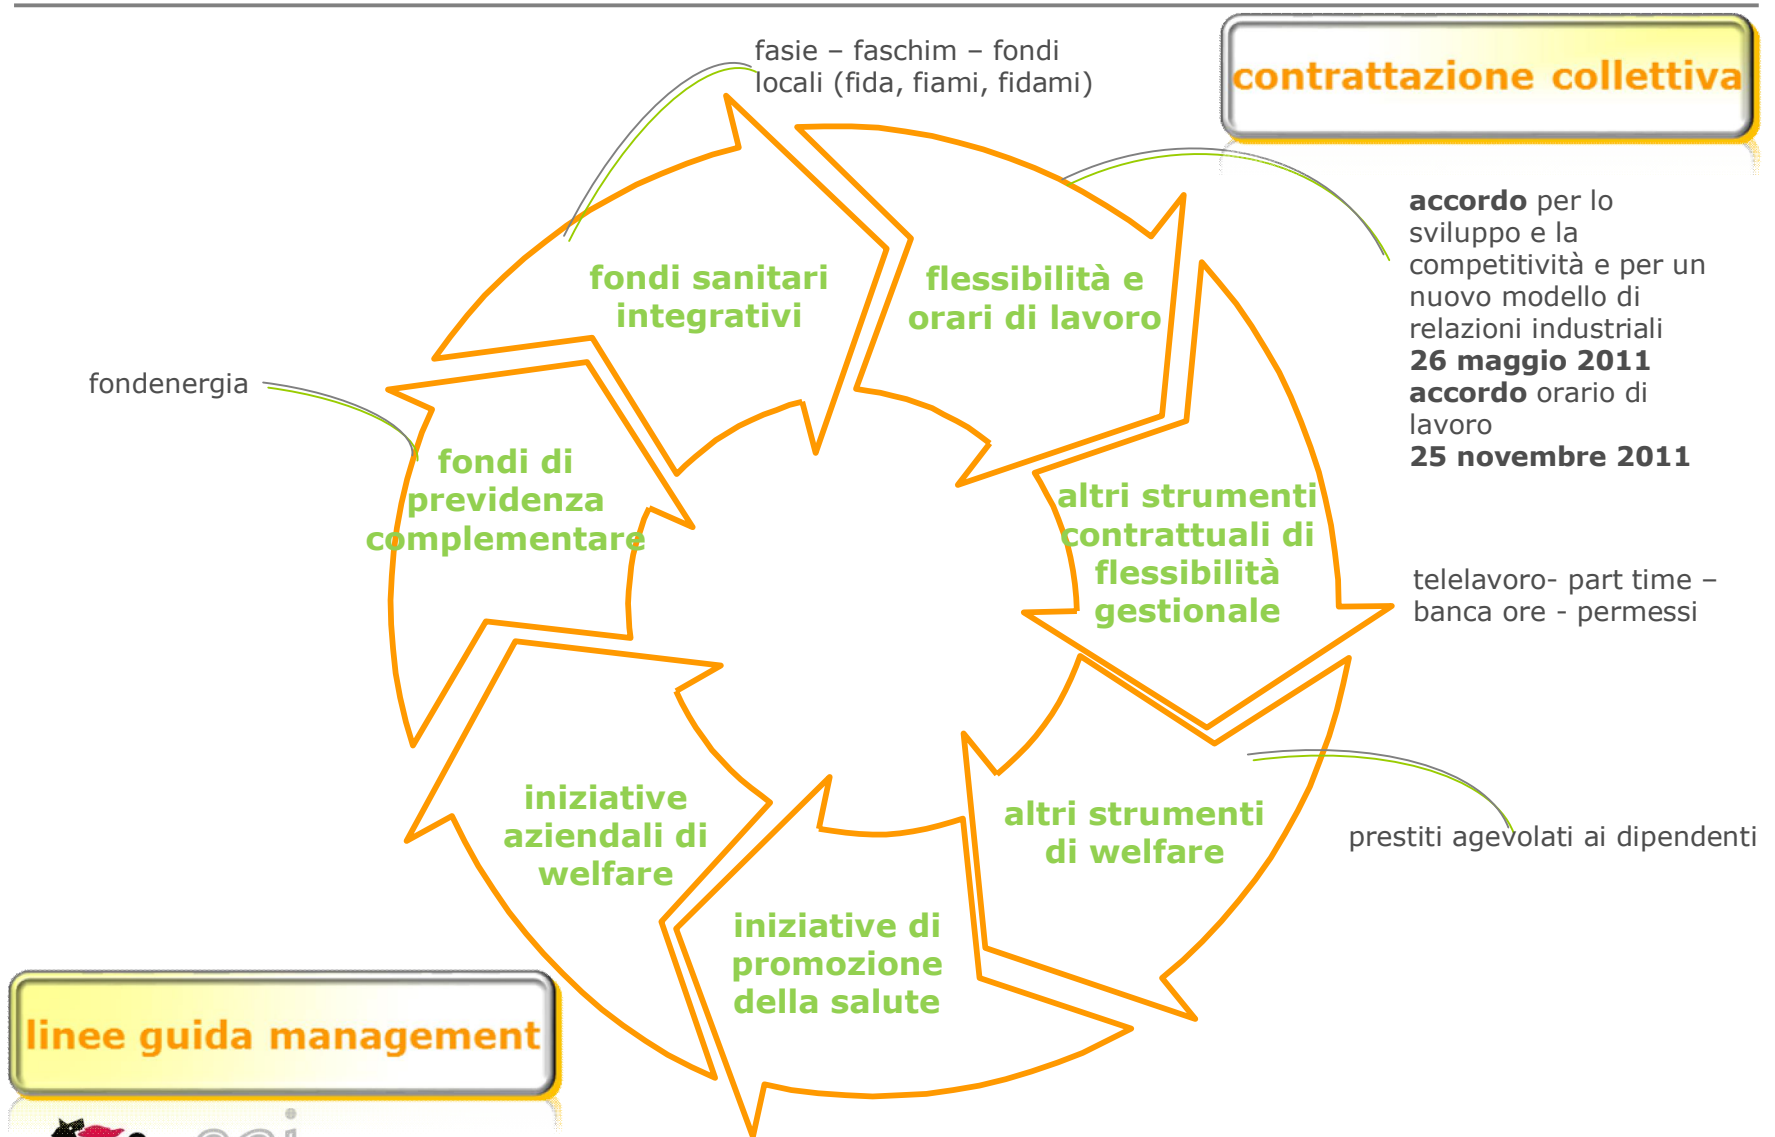 fasie – faschim – fondi
locali (fida, fiami, fidami)
contrattazione collettiva
accordo per lo
sviluppo e la
competitività e per un
nuovo modello di
relazioni industriali
26 maggio 2011
accordo orario di
lavoro
25 novembre 2011
fondi sanitari
integrativi
flessibilità e
orari di lavoro
fondenergia
fondi di
previdenza
complementare
altri strumenti
contrattuali di
flessibilità
gestionale
telelavoro- part time –
banca ore - permessi
iniziative
aziendali di
welfare
altri strumenti
di welfare
prestiti agevolati ai dipendenti
iniziative di
promozione
della salute
linee guida management
eni